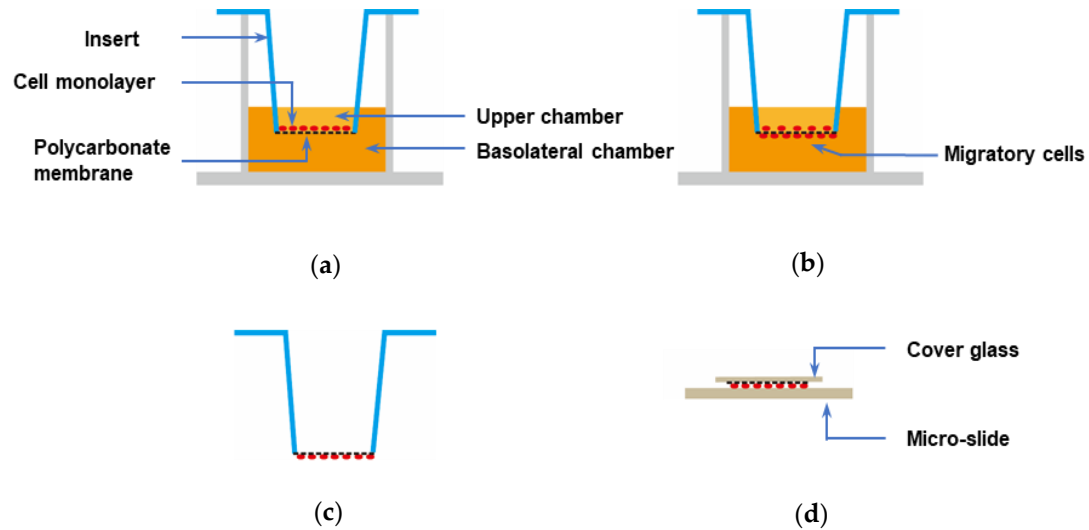 Insert
Cell monolayer
Upper chamber
Polycarbonate
membrane
Basolateral chamber
Migratory cells
(a)
(b)
Cover glass
Micro-slide
(c)
(d)